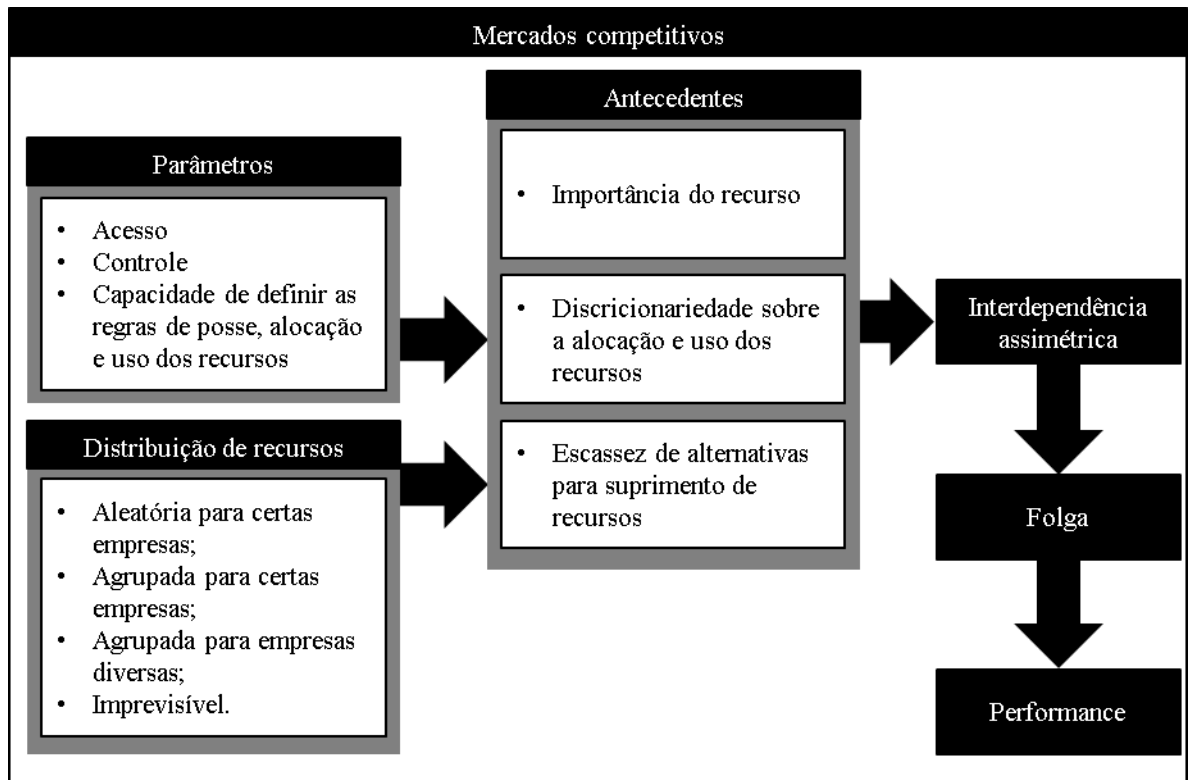 Mercados competitivos
Parâmetros
• Acesso
• Controle
• Capacidade de definir as
regras de posse, alocação
e uso dos recursos
Distribuição de recursos
• Aleatória para certas
empresas;
• Agrupada para certas
empresas;
• Agrupada para empresas
diversas;
• Imprevisível.
Antecedentes
• Importância do recurso
• Discricionariedade sobre
a alocação e uso dos
recursos
• Escassez de alternativas
para suprimento de
recursos
Interdependência
assimétrica
Folga
Performance